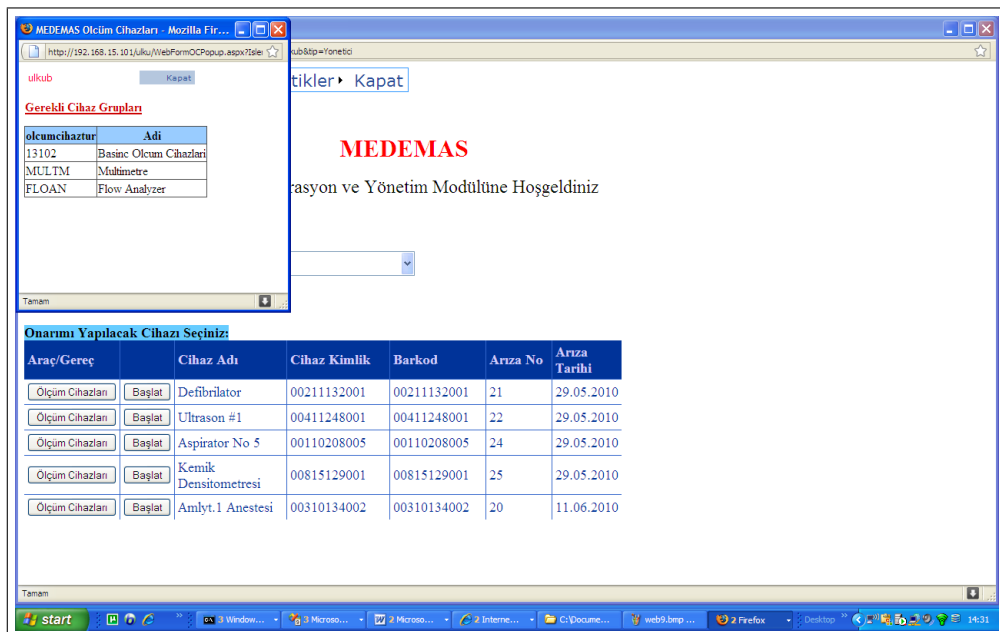 MEDEMAS Olcüm Cihazları - Mozilla Fir...
http://192.168.15.101/ulku/WebFormOCPopup.aspx?Isle
kub&tip=Yonetici
ulkub Kapat
tikler Kapat
Gerekli Cihaz Grupları
olcumcihaztur Adi
13102 Basinc Olcum Cihazlari
MULTM Multimetre
FLOAN Flow Analyzer
MEDEMAS
rasyon ve Yönetim Modülüne Hoşgeldiniz
Tamam
Onarımı Yapılacak Cihazı Seçiniz:
Araç/Gereç Cihaz Adı Cihaz Kimlik Barkod Arıza No Arıza Tarihi
Ölçüm Cihazları Başlat Defibrilator 00211132001 00211132001 21 29.05.2010
Ölçüm Cihazları Başlat Ultrason #1 00411248001 00411248001 22 29.05.2010
Ölçüm Cihazları Başlat Aspirator No 5 00110208005 00110208005 24 29.05.2010
Ölçüm Cihazları Başlat Kemik Densitometresi 00815129001 00815129001 25 29.05.2010
Ölçüm Cihazları Başlat Amlyt.1 Anestesi 00310134002 00310134002 20 11.06.2010
Tamam
start 3 Window... 3 Microso... 2 Microso... 2 Interne... C:\Docume... web9.bmp ... 2 Firefox Desktop 14:31